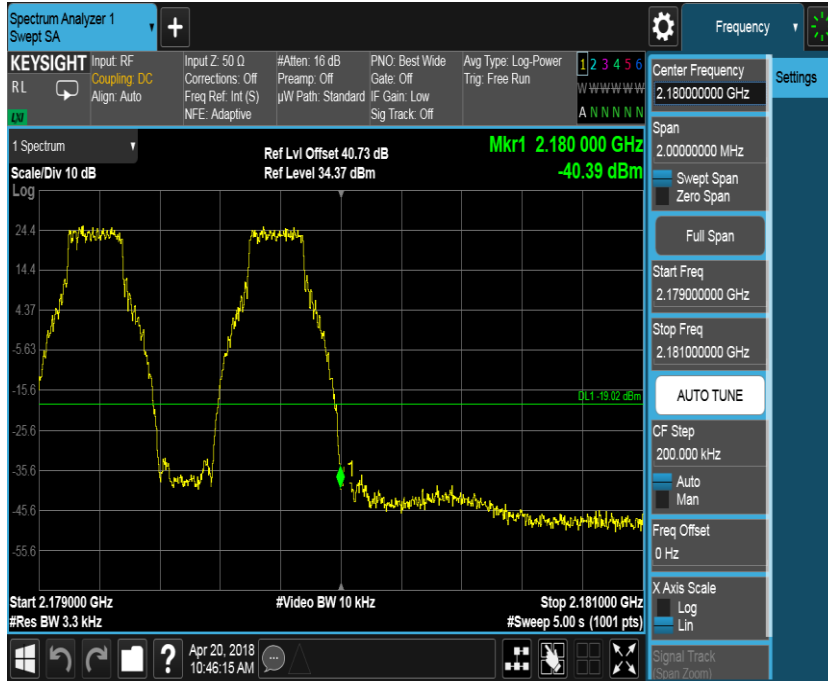 Spectrum Analyzer 1
Swept SA
Frequency
KEYSIGHT
RL
LXI
Input: RF
Coupling: DC
Align: Auto
Input Z: 50 Ω
Corrections: Off
Freq Ref: Int (S)
NFE: Adaptive
#Atten: 16 dB
Preamp: Off
µW Path: Standard
PNO: Best Wide
Gate: Off
IF Gain: Low
Sig Track: Off
Avg Type: Log-Power
Trig: Free Run
1 2 3 4 5 6
W W W W W W
A N N N N N
1 Spectrum
Scale/Div 10 dB
Log
Ref Lvl Offset 40.73 dB
Ref Level 34.37 dBm
Mkr1 2.180 000 GHz
-40.39 dBm
24.4
14.4
4.37
-5.63
-15.6
-25.6
-35.6
-45.6
-55.6
DL1 -19.02 dBm
1
Start 2.179000 GHz
#Res BW 3.3 kHz
#Video BW 10 kHz
Stop 2.181000 GHz
#Sweep 5.00 s (1001 pts)
Apr 20, 2018
10:46:15 AM
Settings
Center Frequency
2.180000000 GHz
Span
2.00000000 MHz
Swept Span
Zero Span
Full Span
Start Freq
2.179000000 GHz
Stop Freq
2.181000000 GHz
AUTO TUNE
CF Step
200.000 kHz
Auto
Man
Freq Offset
0 Hz
X Axis Scale
Log
Lin
Signal Track
(Span Zoom)